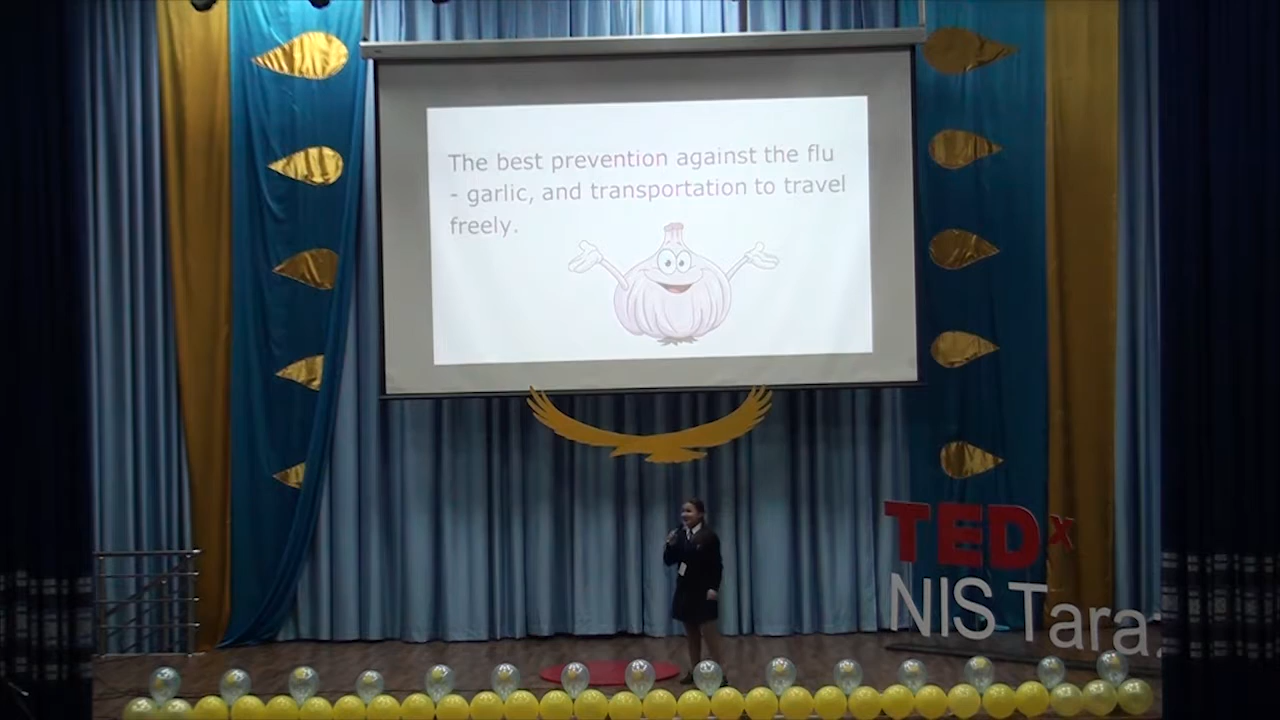 The best prevention against the flu
- garlic, and transportation to travel
freely.
TEDx
NIS Tara